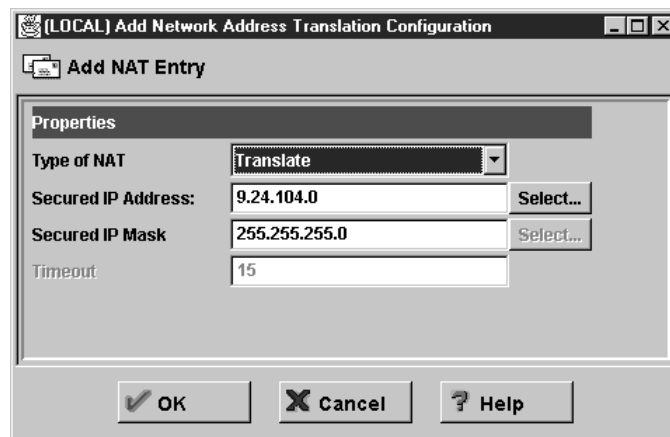 (LOCAL) Add Network Address Translation Configuration
Add NAT Entry
Properties
Type of NAT Translate
Secured IP Address: 9.24.104.0 Select...
Secured IP Mask 255.255.255.0 Select...
Timeout 15
OK Cancel Help